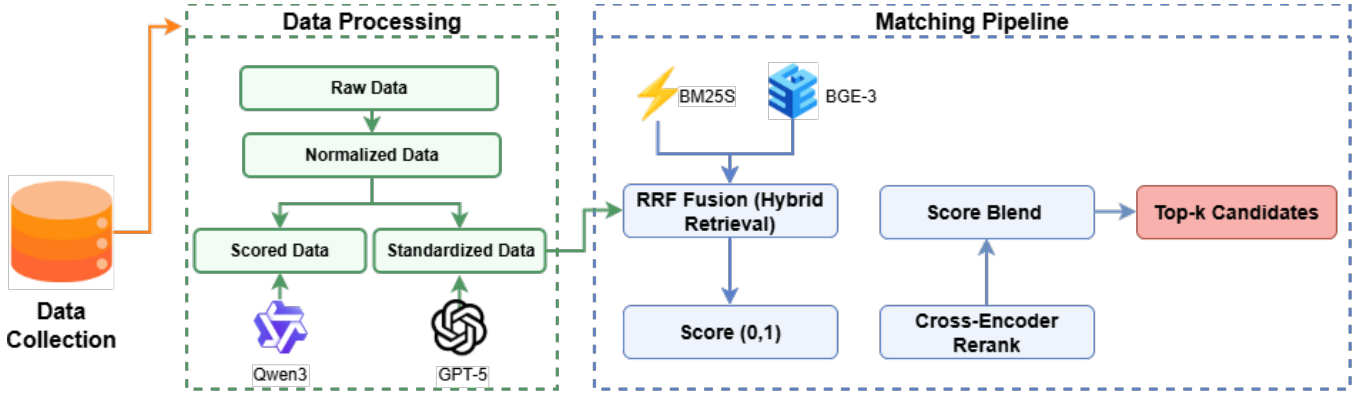 Data Processing
Matching Pipeline
Raw Data
Normalized Data
Scored Data
Standardized Data
Qwen3
GPT-5
Data
Collection
BM25S
BGE-3
RRF Fusion (Hybrid
Retrieval)
Score (0,1)
Score Blend
Cross-Encoder
Rerank
Top-k Candidates